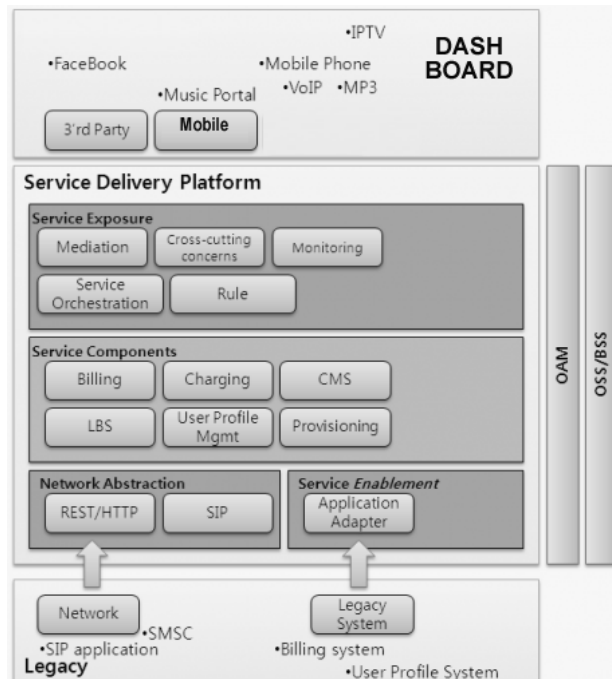 •IPTV
DASH
BOARD
•FaceBook
•Mobile Phone
•VoIP •MP3
•Music Portal
3'rd Party
Mobile
Service Delivery Platform
Service Exposure
Mediation
Cross-cutting
concerns
Monitoring
Service
Orchestration
Rule
Service Components
Billing
Charging
CMS
LBS
User Profile
Mgmt
Provisioning
Network Abstraction
REST/HTTP
SIP
Service Enablement
Application
Adapter
OAM
OSS/BSS
Network
•SMSC
•SIP application
Legacy
System
•Billing system
•User Profile System
Legacy